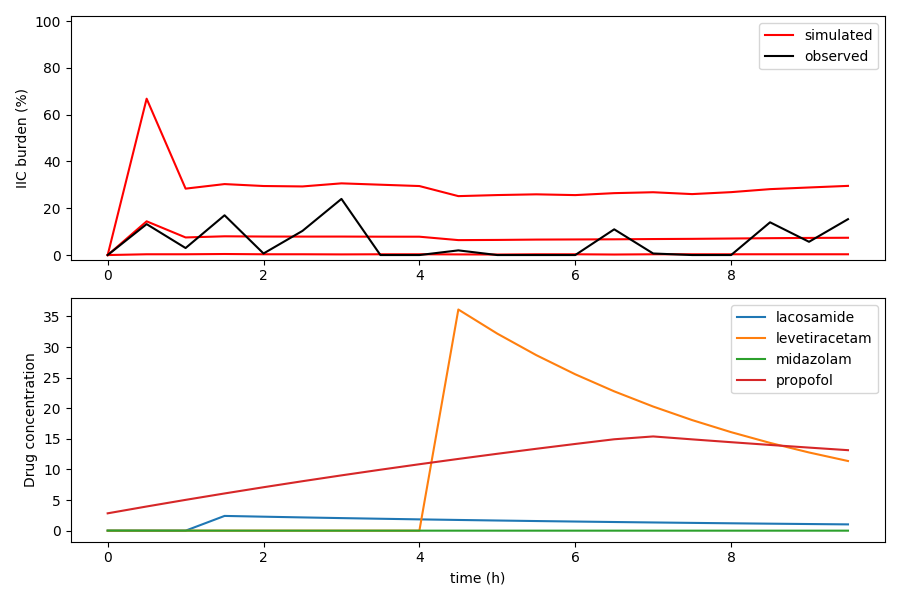 100
80
60
40
20
0
IIC burden (%)
simulated
observed
0 2 4 6 8
35
30
25
20
15
10
5
0
Drug concentration
lacosamide
levetiracetam
midazolam
propofol
0 2 4 6 8
time (h)